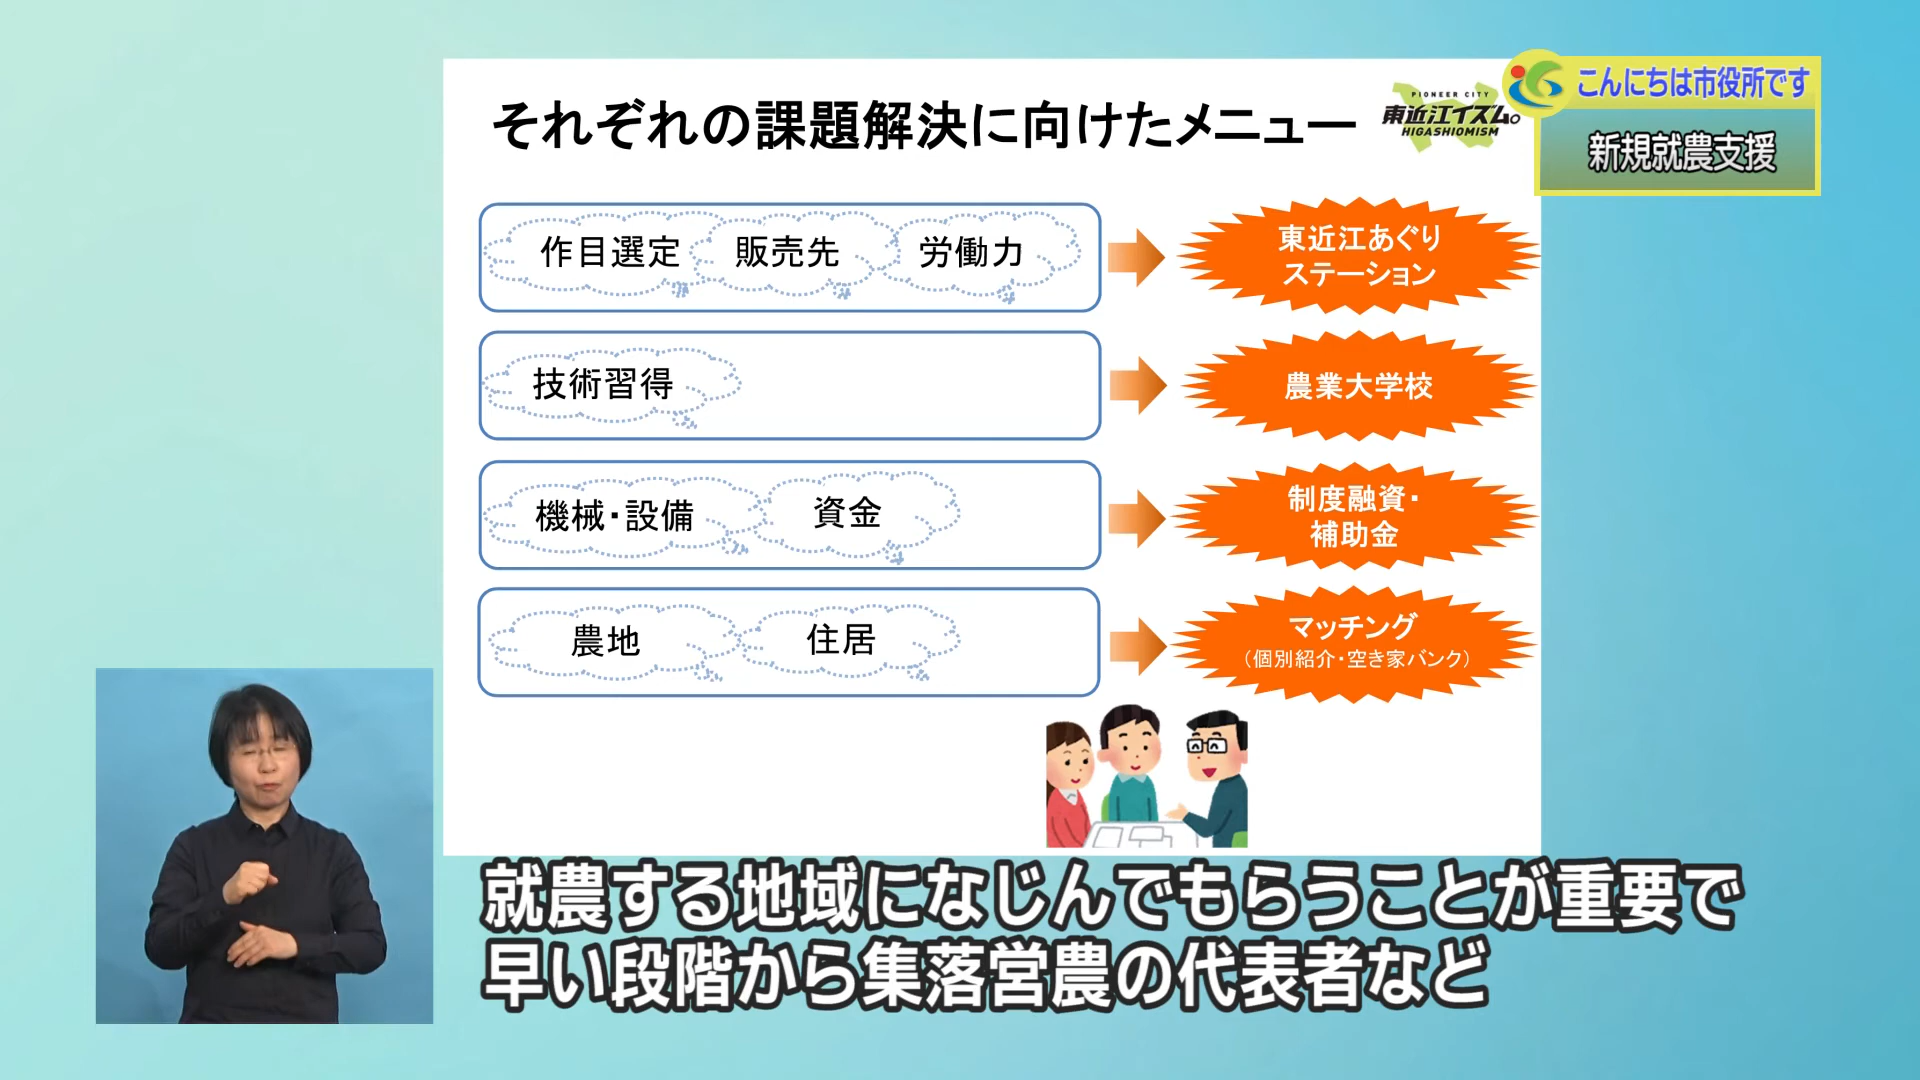 それぞれの課題解決に向けたメニュー
PIONEER CITY
東近江イズム。
HIGASHIOMISM
こんにちは市役所です
新規就農支援
作目選定 販売先 労働力
東近江あぐり
ステーション
技術習得
農業大学校
機械・設備 資金
制度融資・
補助金
農地 住居
マッチング
（個別紹介・空き家バンク）
就農する地域になじんでもらうことが重要で
早い段階から集落営農の代表者など